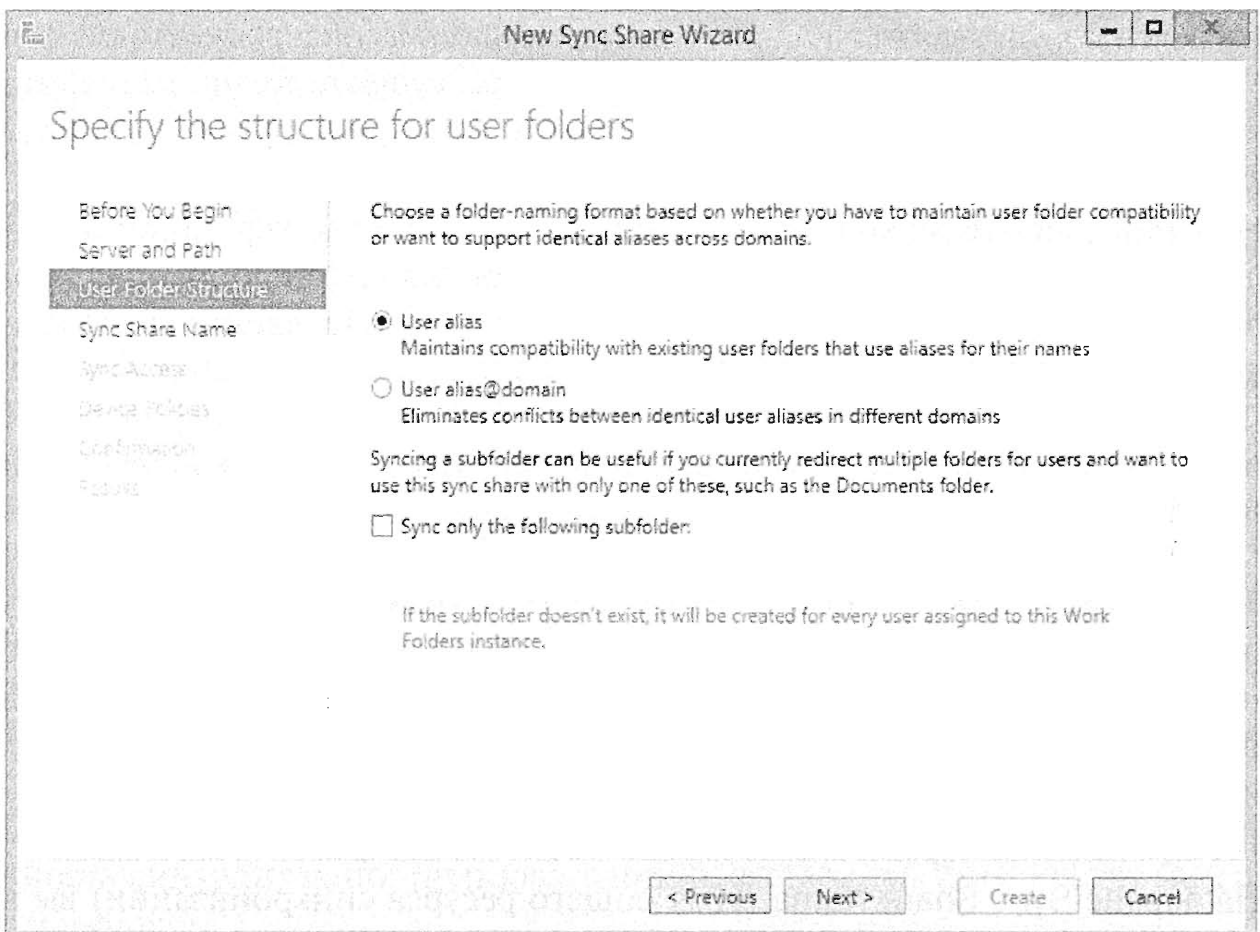 New Sync Share Wizard
Specify the structure for user folders
Before You Begin
Server and Path
User Folder Structure
Sync Share Name
Sync Access
Device Policies
Confirmation
Results
Choose a folder-naming format based on whether you have to maintain user folder compatibility
or want to support identical aliases across domains.
User alias
Maintains compatibility with existing user folders that use aliases for their names
User alias@domain
Eliminates conflicts between identical user aliases in different domains
Syncing a subfolder can be useful if you currently redirect multiple folders for users and want to
use this sync share with only one of these, such as the Documents folder.
Sync only the following subfolder:
If the subfolder doesn't exist, it will be created for every user assigned to this Work
Folders instance.
< Previous
Next >
Create
Cancel